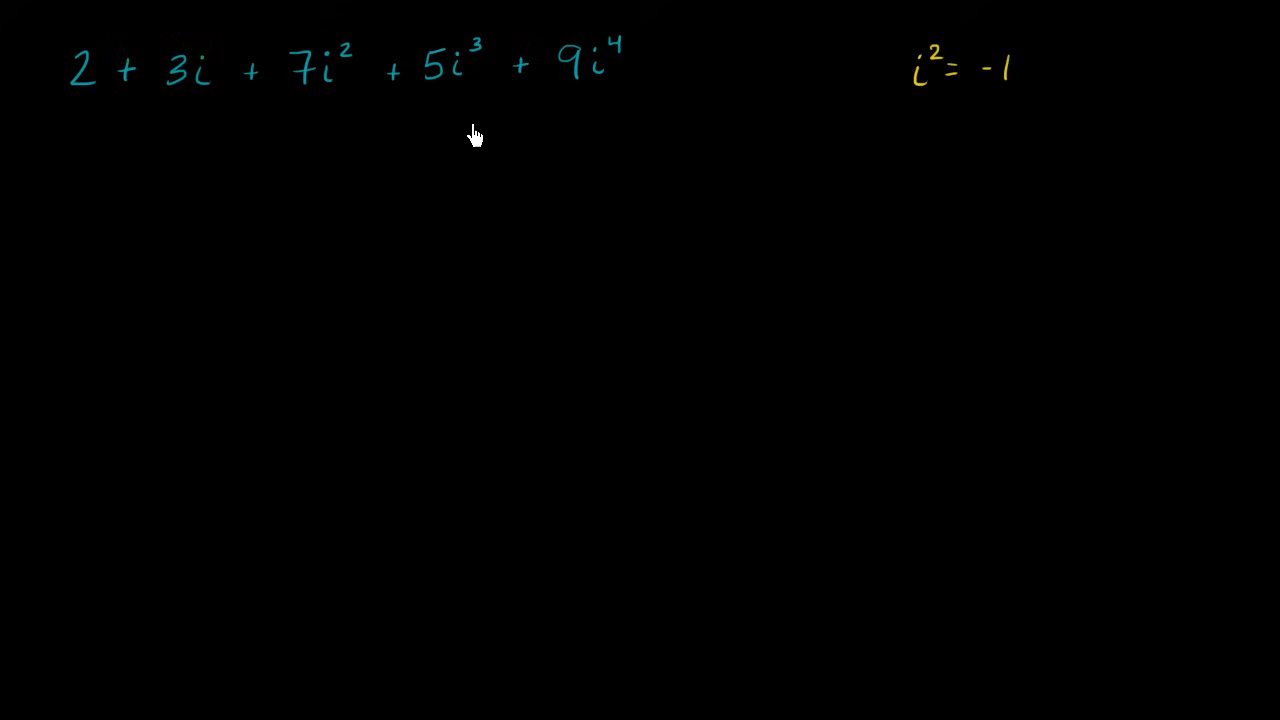 2 + 3i + 7i² + 5i³ + 9i⁴
i² = -1